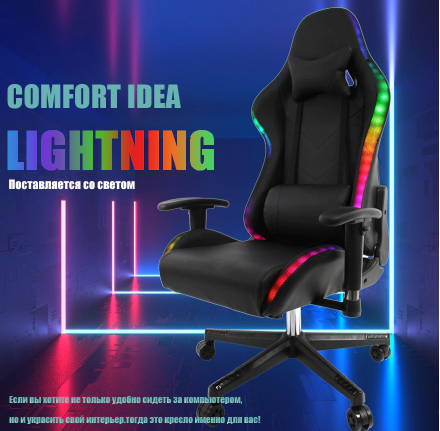 COMFORT IDEA
LIGHTNING
Поставляется со светом
Если вы хотите не только удобно сидеть за компьютером,
но и украсить свой интерьер.тогда это кресло именно для вас!